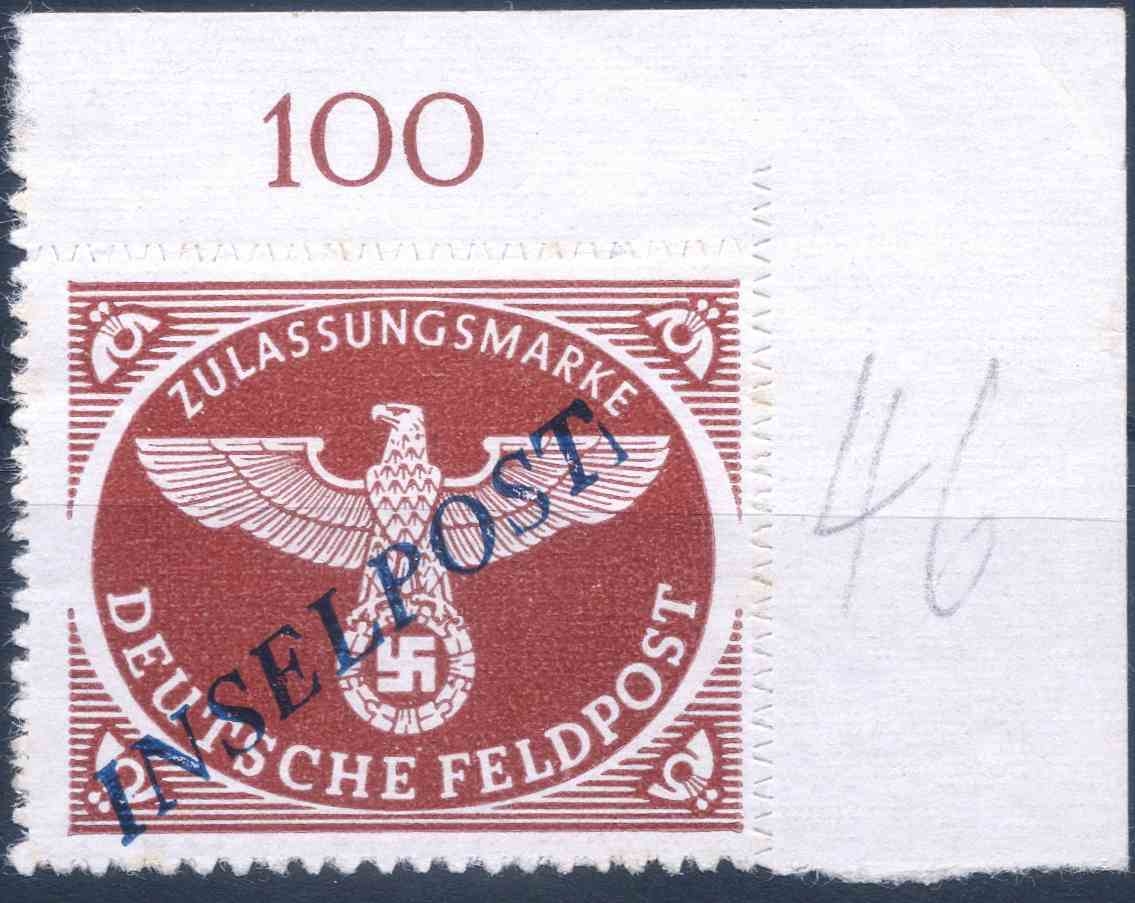 100
ZULASSUNGSMARKE
INSELPOST
DEUTSCHE FELDPOST
46